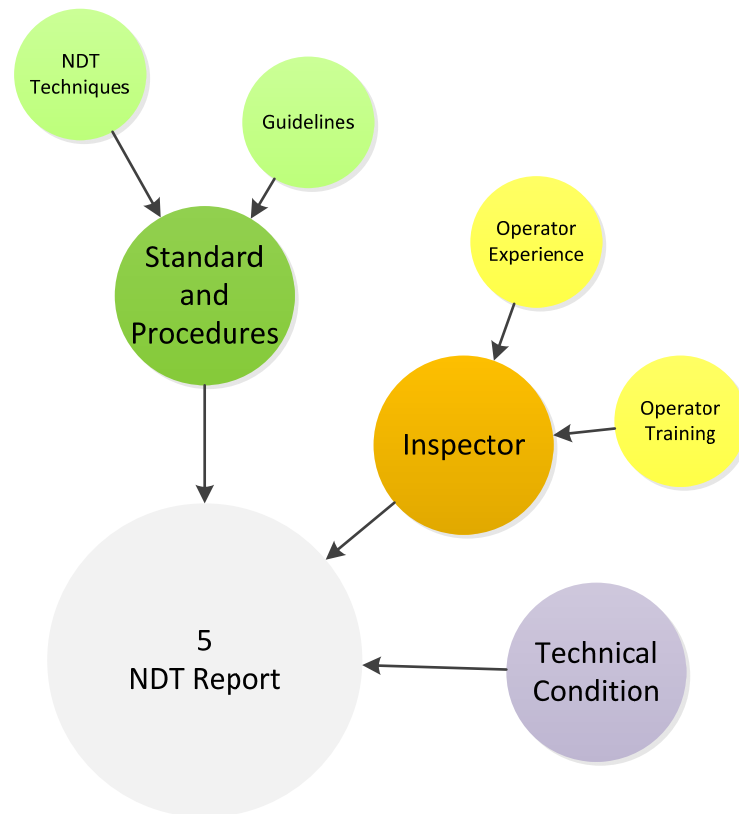 NDT
Techniques
Guidelines
Standard
and
Procedures
Operator
Experience
Operator
Training
Inspector
5
NDT Report
Technical
Condition